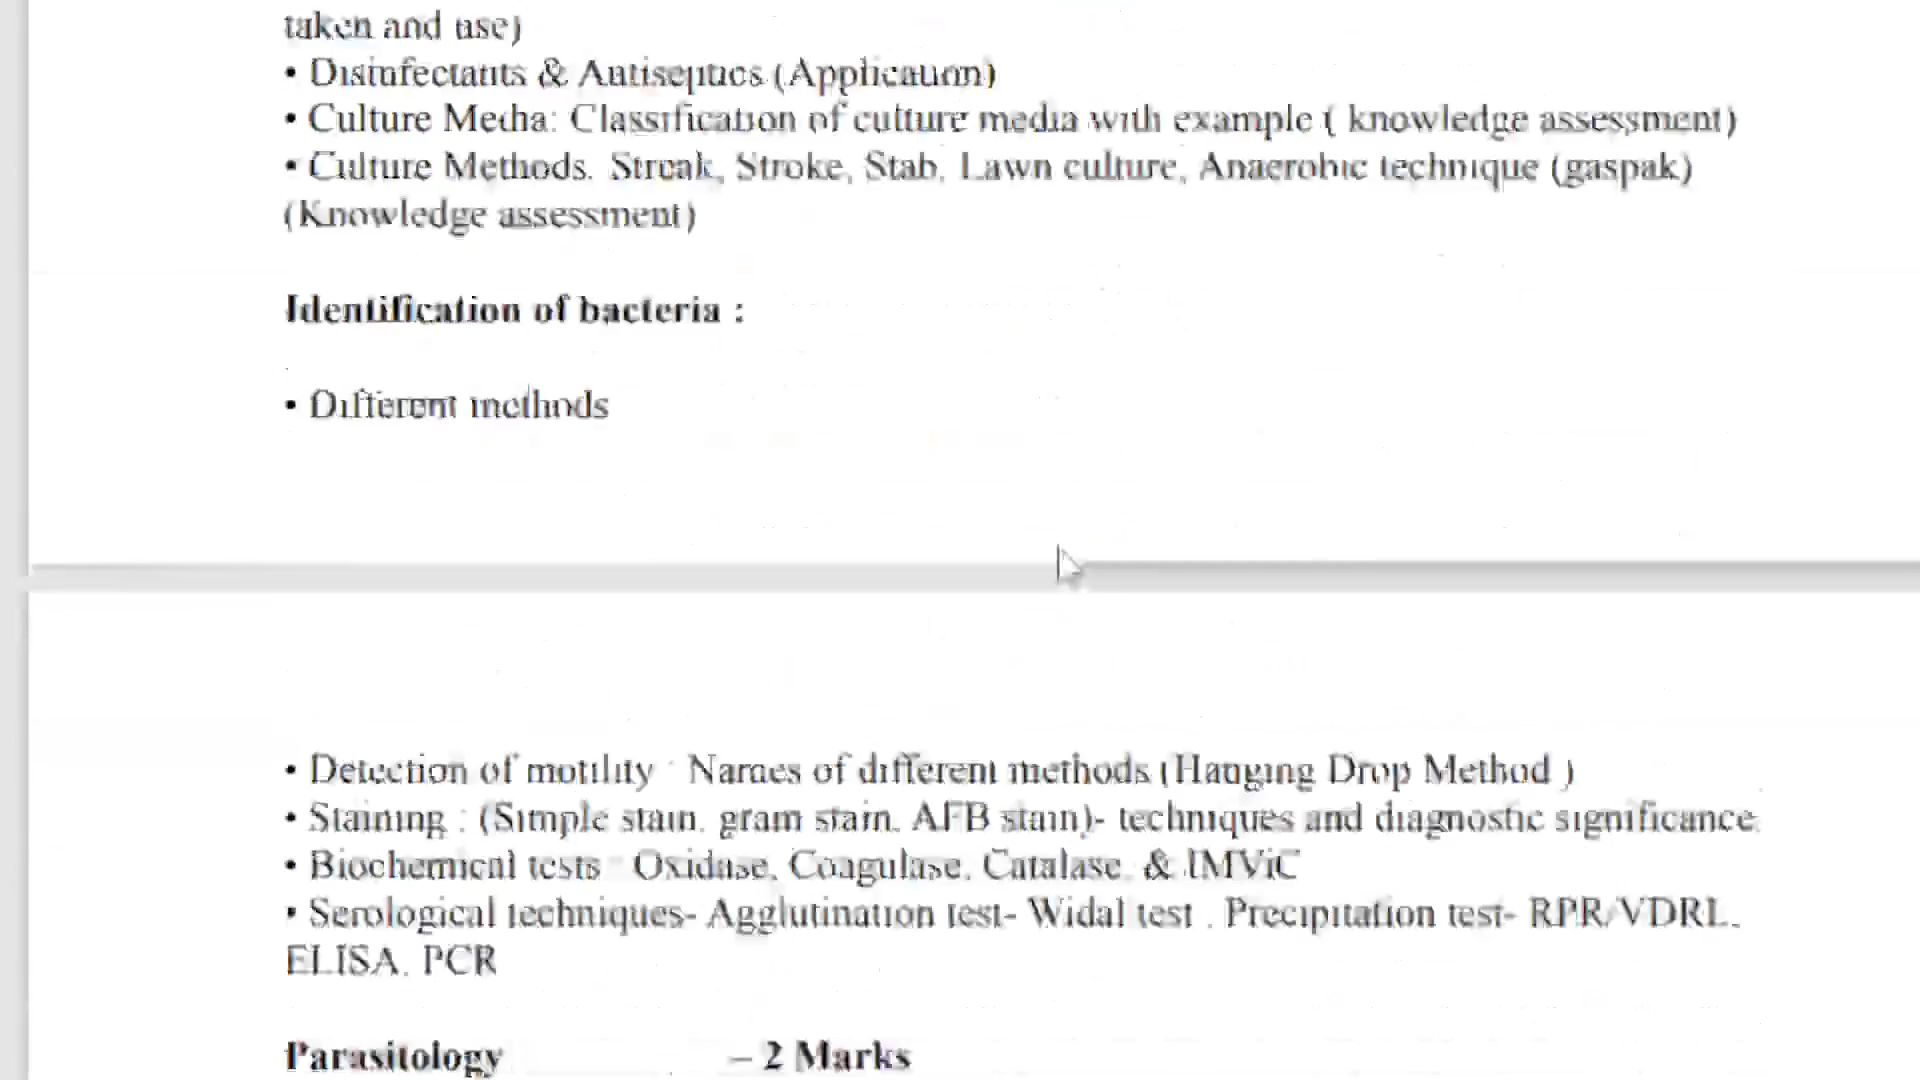 taken and use)
• Disinfectants & Antiseptics (Application)
• Culture Media: Classification of culture media with example ( knowledge assessment)
• Culture Methods. Streak, Stroke, Stab, Lawn culture, Anaerobic technique (gaspak)
(Knowledge assessment)
Identification of bacteria :
• Different methods
• Detection of motility : Names of different methods (Hanging Drop Method )
• Staining : (Simple stain, gram stain, AFB stain)- techniques and diagnostic significance.
• Biochemical tests : Oxidase, Coagulase, Catalase, & IMViC
• Serological techniques- Agglutination test- Widal test , Precipitation test- RPR/VDRL,
ELISA, PCR
Parasitology – 2 Marks